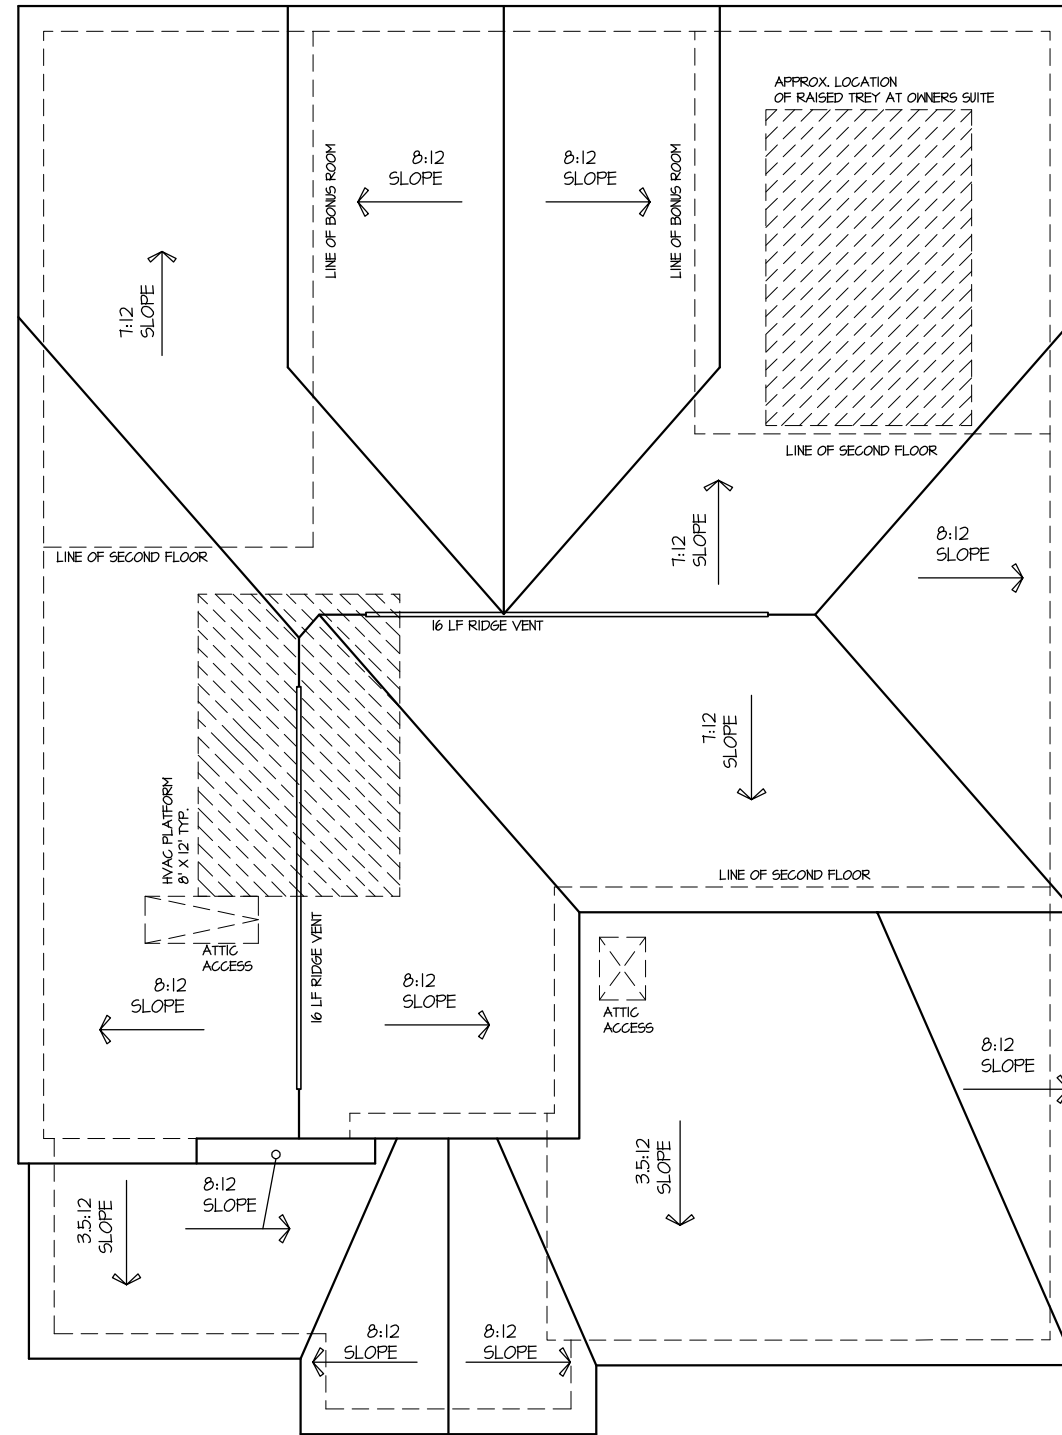 APPROX. LOCATION
OF RAISED TREY AT OWNERS SUITE
LINE OF BONUS ROOM
8:12
SLOPE
8:12
SLOPE
LINE OF BONUS ROOM
7:12
SLOPE
LINE OF SECOND FLOOR
7:12
SLOPE
8:12
SLOPE
LINE OF SECOND FLOOR
16 LF RIDGE VENT
7:12
SLOPE
HVAC PLATFORM
8' X 12' TYP.
LINE OF SECOND FLOOR
16 LF RIDGE VENT
ATTIC
ACCESS
8:12
SLOPE
8:12
SLOPE
ATTIC
ACCESS
8:12
SLOPE
3.5:12
SLOPE
8:12
SLOPE
3.5:12
SLOPE
8:12
SLOPE
8:12
SLOPE